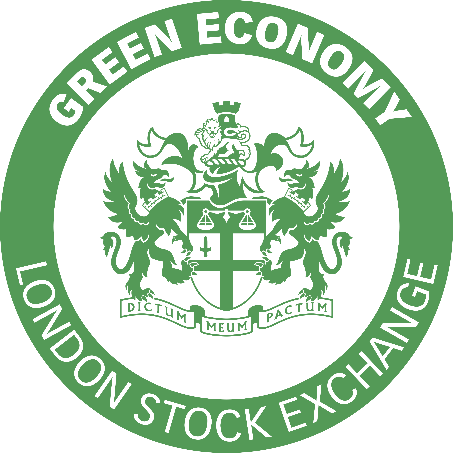 GREEN ECONOMY
DICTUM MEUM PACTUM
LONDON STOCK EXCHANGE